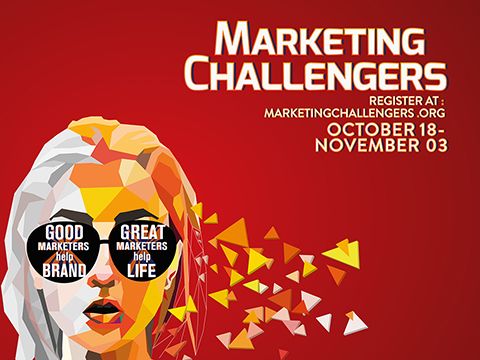 MARKETING
CHALLENGERS
REGISTER AT :
MARKETINGCHALLENGERS .ORG
OCTOBER 18-
NOVEMBER 03
GOOD
MARKETERS
help
BRAND
GREAT
MARKETERS
help
LIFE